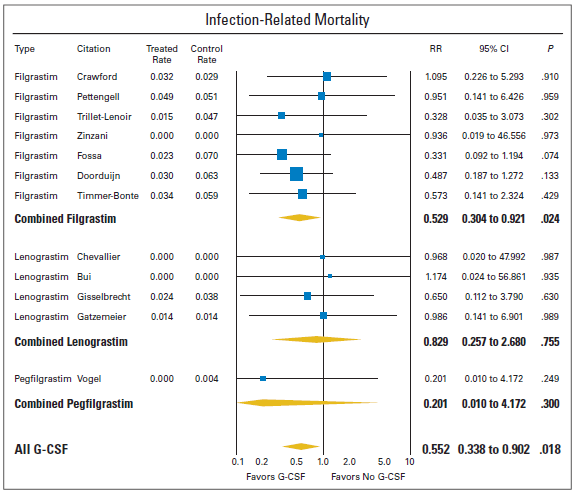 Infection-Related Mortality
Type Citation Treated Rate Control Rate RR 95% CI P
Filgrastim Crawford 0.032 0.029 1.095 0.226 to 5.293 .910
Filgrastim Pettengell 0.049 0.051 0.951 0.141 to 6.426 .959
Filgrastim Trillet-Lenoir 0.015 0.047 0.328 0.035 to 3.073 .302
Filgrastim Zinzani 0.000 0.000 0.936 0.019 to 46.556 .973
Filgrastim Fossa 0.023 0.070 0.331 0.092 to 1.194 .074
Filgrastim Doorduijn 0.030 0.063 0.487 0.187 to 1.272 .133
Filgrastim Timmer-Bonte 0.034 0.059 0.573 0.141 to 2.324 .429
Combined Filgrastim 0.529 0.304 to 0.921 .024
Lenograstim Chevallier 0.000 0.000 0.968 0.020 to 47.992 .987
Lenograstim Bui 0.000 0.000 1.174 0.024 to 56.861 .935
Lenograstim Gisselbrecht 0.024 0.038 0.650 0.112 to 3.790 .630
Lenograstim Gatzemeier 0.014 0.014 0.986 0.141 to 6.901 .989
Combined Lenograstim 0.829 0.257 to 2.680 .755
Pegfilgrastim Vogel 0.000 0.004 0.201 0.010 to 4.172 .249
Combined Pegfilgrastim 0.201 0.010 to 4.172 .300
All G-CSF 0.552 0.338 to 0.902 .018
0.1 0.2 0.5 1.0 2.0 5.0 10
Favors G-CSF Favors No G-CSF